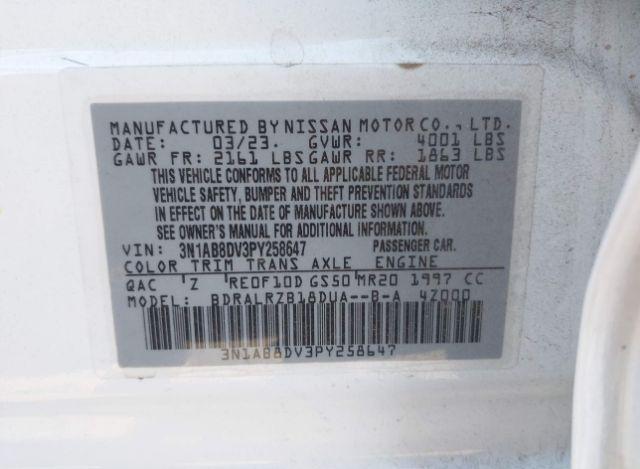 MANUFACTURED BY NISSAN MOTOR CO., LTD.
DATE: 03/23. GVWR: 4001 LBS
GAWR FR: 2161 LBS GAWR RR: 1863 LBS
THIS VEHICLE CONFORMS TO ALL APPLICABLE FEDERAL MOTOR
VEHICLE SAFETY, BUMPER AND THEFT PREVENTION STANDARDS
IN EFFECT ON THE DATE OF MANUFACTURE SHOWN ABOVE.
SEE OWNER'S MANUAL FOR ADDITIONAL INFORMATION.
VIN: 3N1AB8DV3PY258647 PASSENGER CAR.
COLOR TRIM TRANS AXLE ENGINE
QAC Z RE0F10D GS50 MR20 1997 CC
MODEL: BDRALRZB18DUA--B-A 4Z000
3N1AB8DV3PY258647